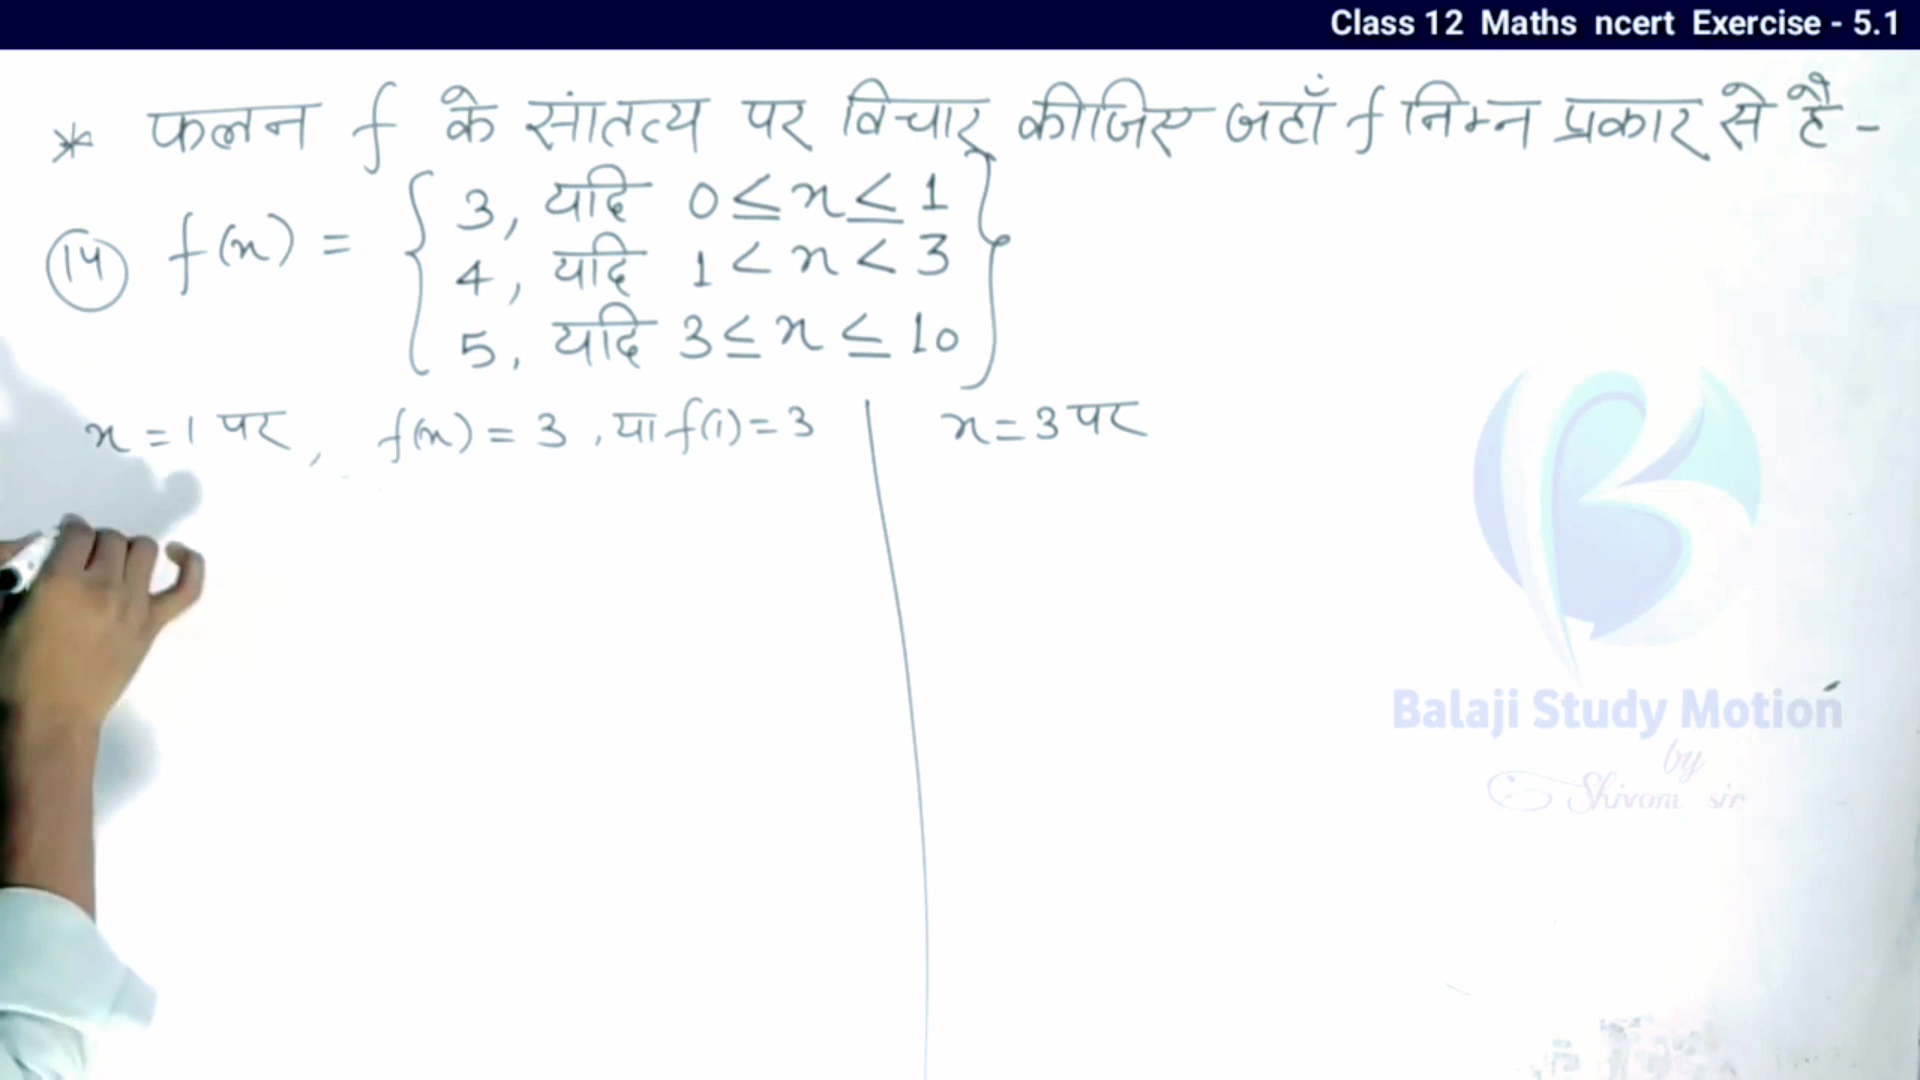 Class 12 Maths ncert Exercise - 5.1
* फलन f के सांतत्य पर विचार कीजिए जहाँ f निम्न प्रकार से है -
(14) f(x) = { 3, यदि 0 ≤ x ≤ 1
4, यदि 1 < x < 3
5, यदि 3 ≤ x ≤ 10 }
x = 1 पर, f(x) = 3, या f(1) = 3
x = 3 पर
Balaji Study Motion
by
Shivom sir